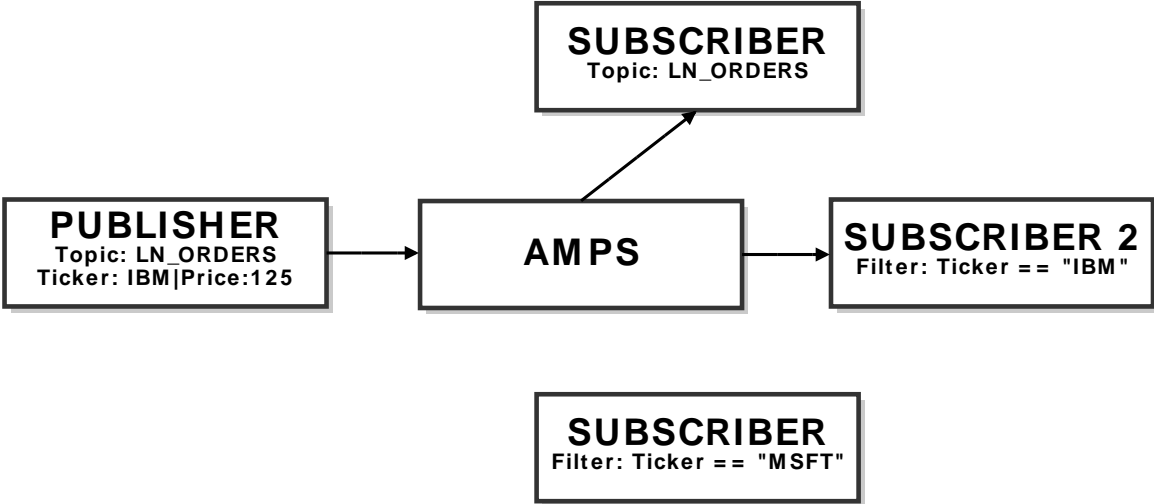 SUBSCRIBER
Topic: LN_ORDERS
PUBLISHER
Topic: LN_ORDERS
Ticker: IBM|Price:125
AMPS
SUBSCRIBER 2
Filter: Ticker == "IBM"
SUBSCRIBER
Filter: Ticker == "MSFT"